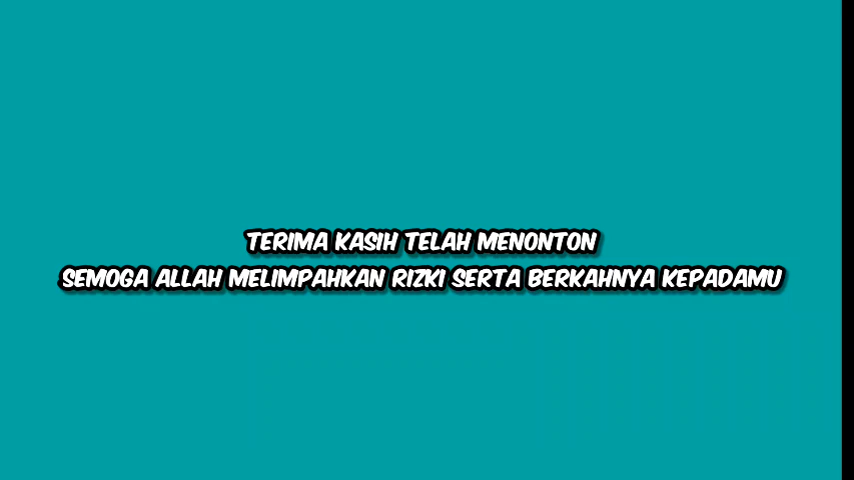 TERIMA KASIH TELAH MENONTON
SEMOGA ALLAH MELIMPAHKAN RIZKI SERTA BERKAHNYA KEPADAMU